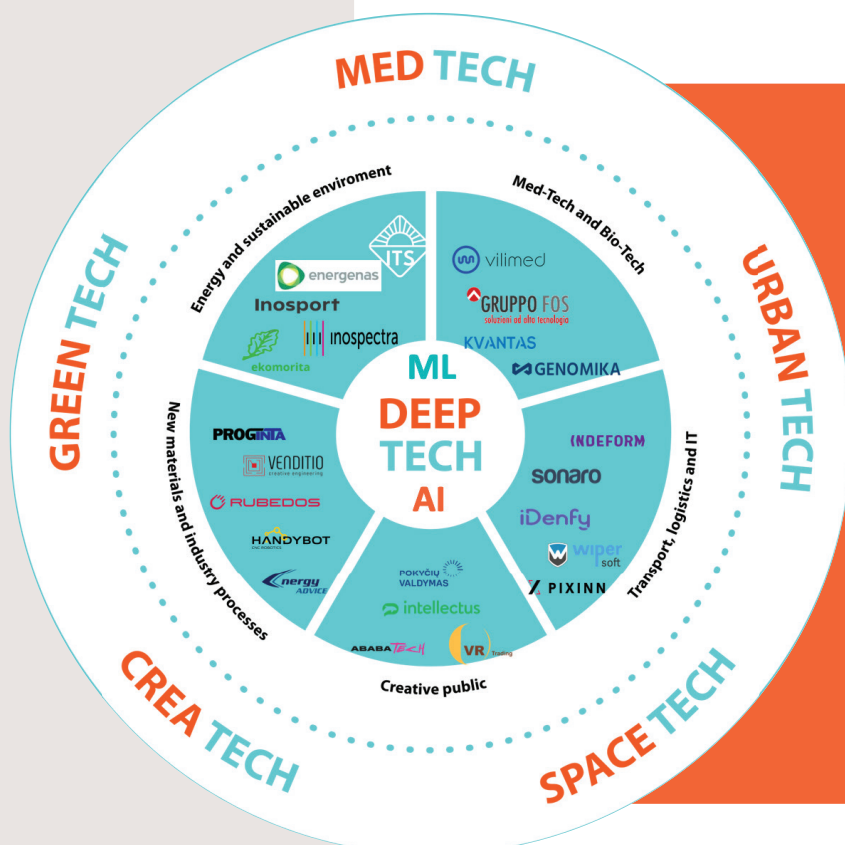 MED TECH
URBAN TECH
SPACE TECH
CREA TECH
GREEN TECH
Energy and sustainable enviroment
ITS
energenas
Inosport
inospectra
ekomorita
Med-Tech and Bio-Tech
vilimed
GRUPPO FOS
soluzioni ad alta tecnologia
KVANTAS
GENOMIKA
Transport, logistics and IT
INDEFORM
sonaro
iDenfy
wiper
soft
PIXINN
Creative public
POKYČIŲ
VALDYMAS
intellectus
ABABA TECH
VR Trading
New materials and industry processes
PROGINTA
VENDITIO
creative engineering
RUBEDOS
HANDYBOT
CNC ROBOTICS
Energy
ADVICE
ML
DEEP
TECH
AI